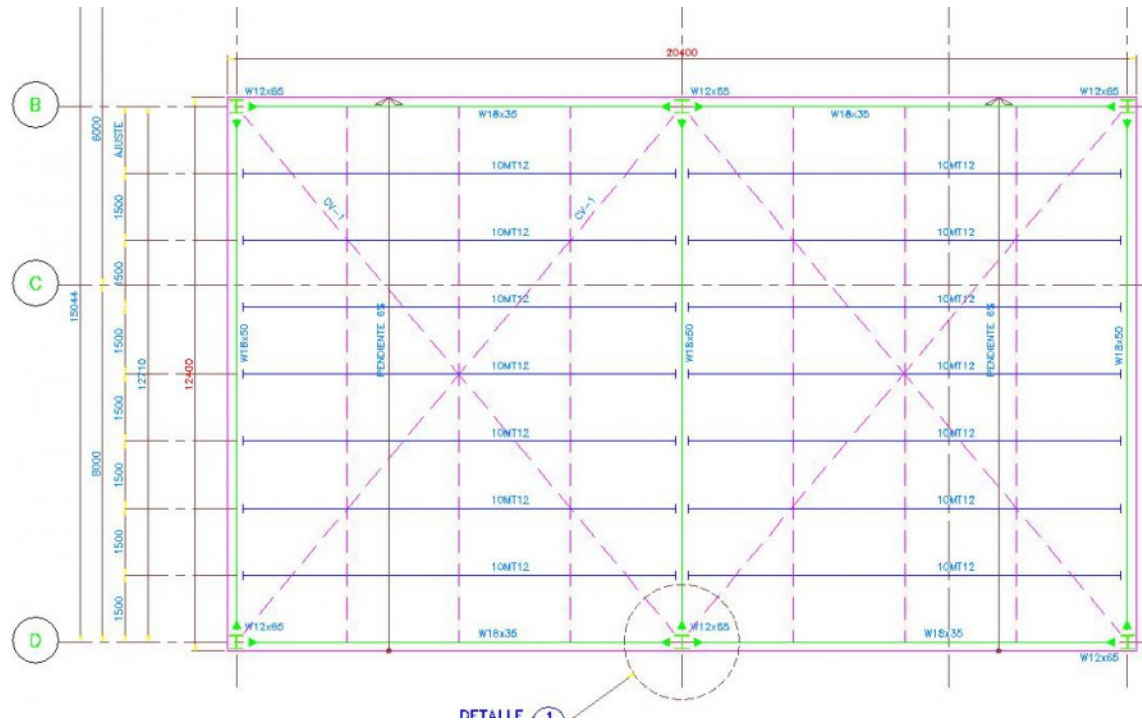 20400
W12x65
W12x65
W12x65
B
W18x35
W18x35
6000
AJUSTE
10MT12
10MT12
1500
CV-1
CV-1
10MT12
10MT12
1500
C
10MT12
10MT12
15044
12710
12400
W18x50
PENDIENTE 6%
W18x50
PENDIENTE 6%
W18x50
1500
10MT12
10MT12
1500
8000
10MT12
10MT12
1500
10MT12
10MT12
1500
10MT12
10MT12
1500
D
W12x65
W18x35
W12x65
W18x35
W12x65
DETALLE 1